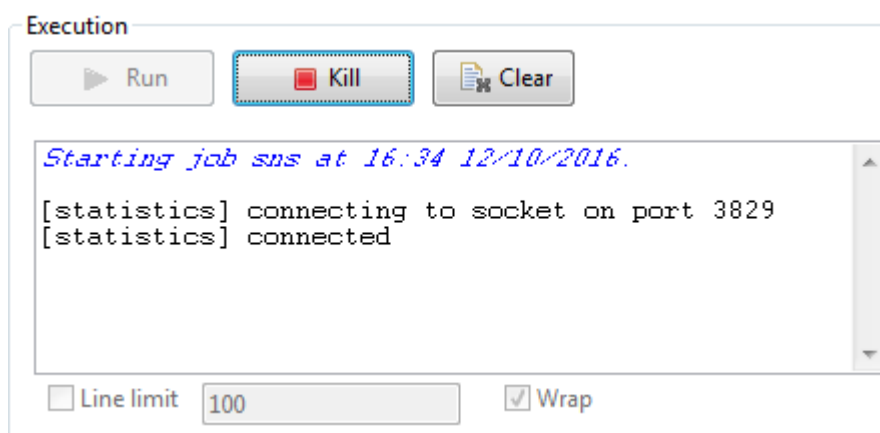 Execution
Run Kill Clear
Starting job sns at 16:34 12/10/2016.
[statistics] connecting to socket on port 3829
[statistics] connected
Line limit 100 Wrap